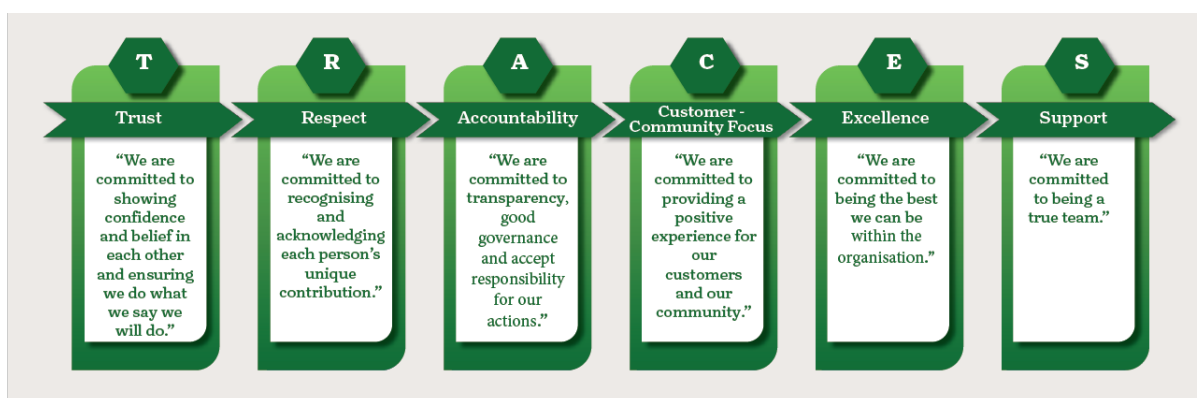 T
Trust
“We are
committed to
showing
confidence
and belief in
each other
and ensuring
we do what
we say we
will do.”
R
Respect
“We are
committed to
recognising
and
acknowledging
each person’s
unique
contribution.”
A
Accountability
“We are
committed to
transparency,
good
governance
and accept
responsibility
for our
actions.”
C
Customer -
Community Focus
“We are
committed to
providing a
positive
experience for
our
customers
and our
community.”
E
Excellence
“We are
committed to
being the best
we can be
within the
organisation.”
S
Support
“We are
committed
to being a
true team.”